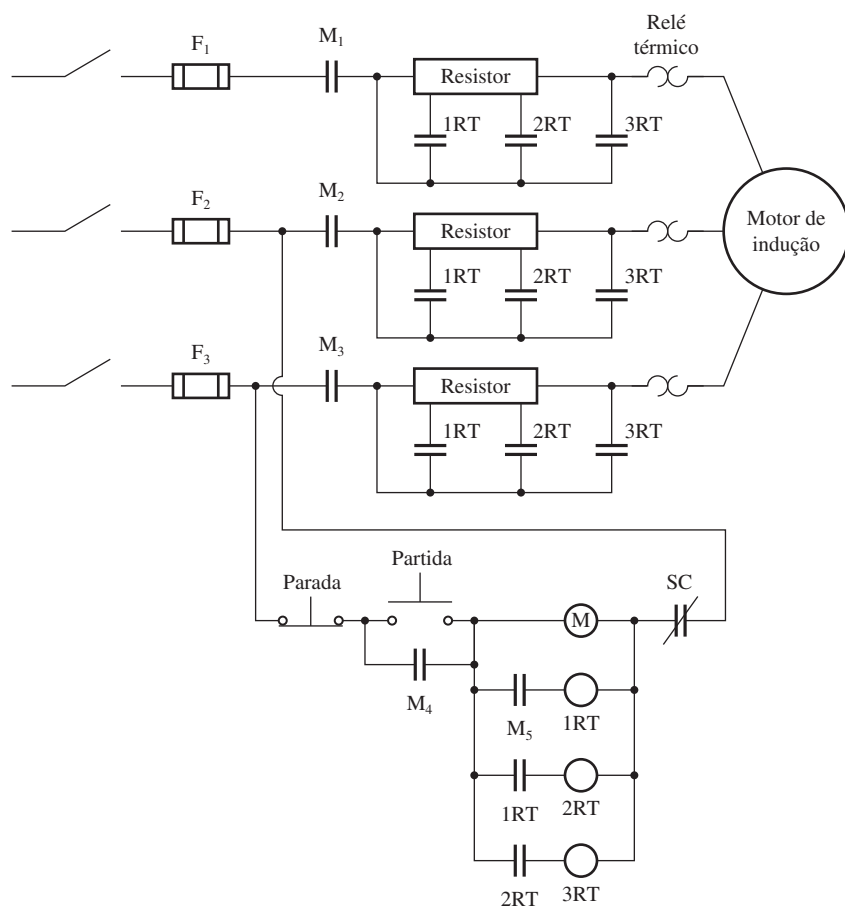 Relé
térmico
F₁
M₁
Resistor
1RT
2RT
3RT
F₂
M₂
Resistor
1RT
2RT
3RT
Motor de
indução
F₃
M₃
Resistor
1RT
2RT
3RT
Parada
Partida
SC
M
M₄
M₅
1RT
1RT
2RT
2RT
3RT